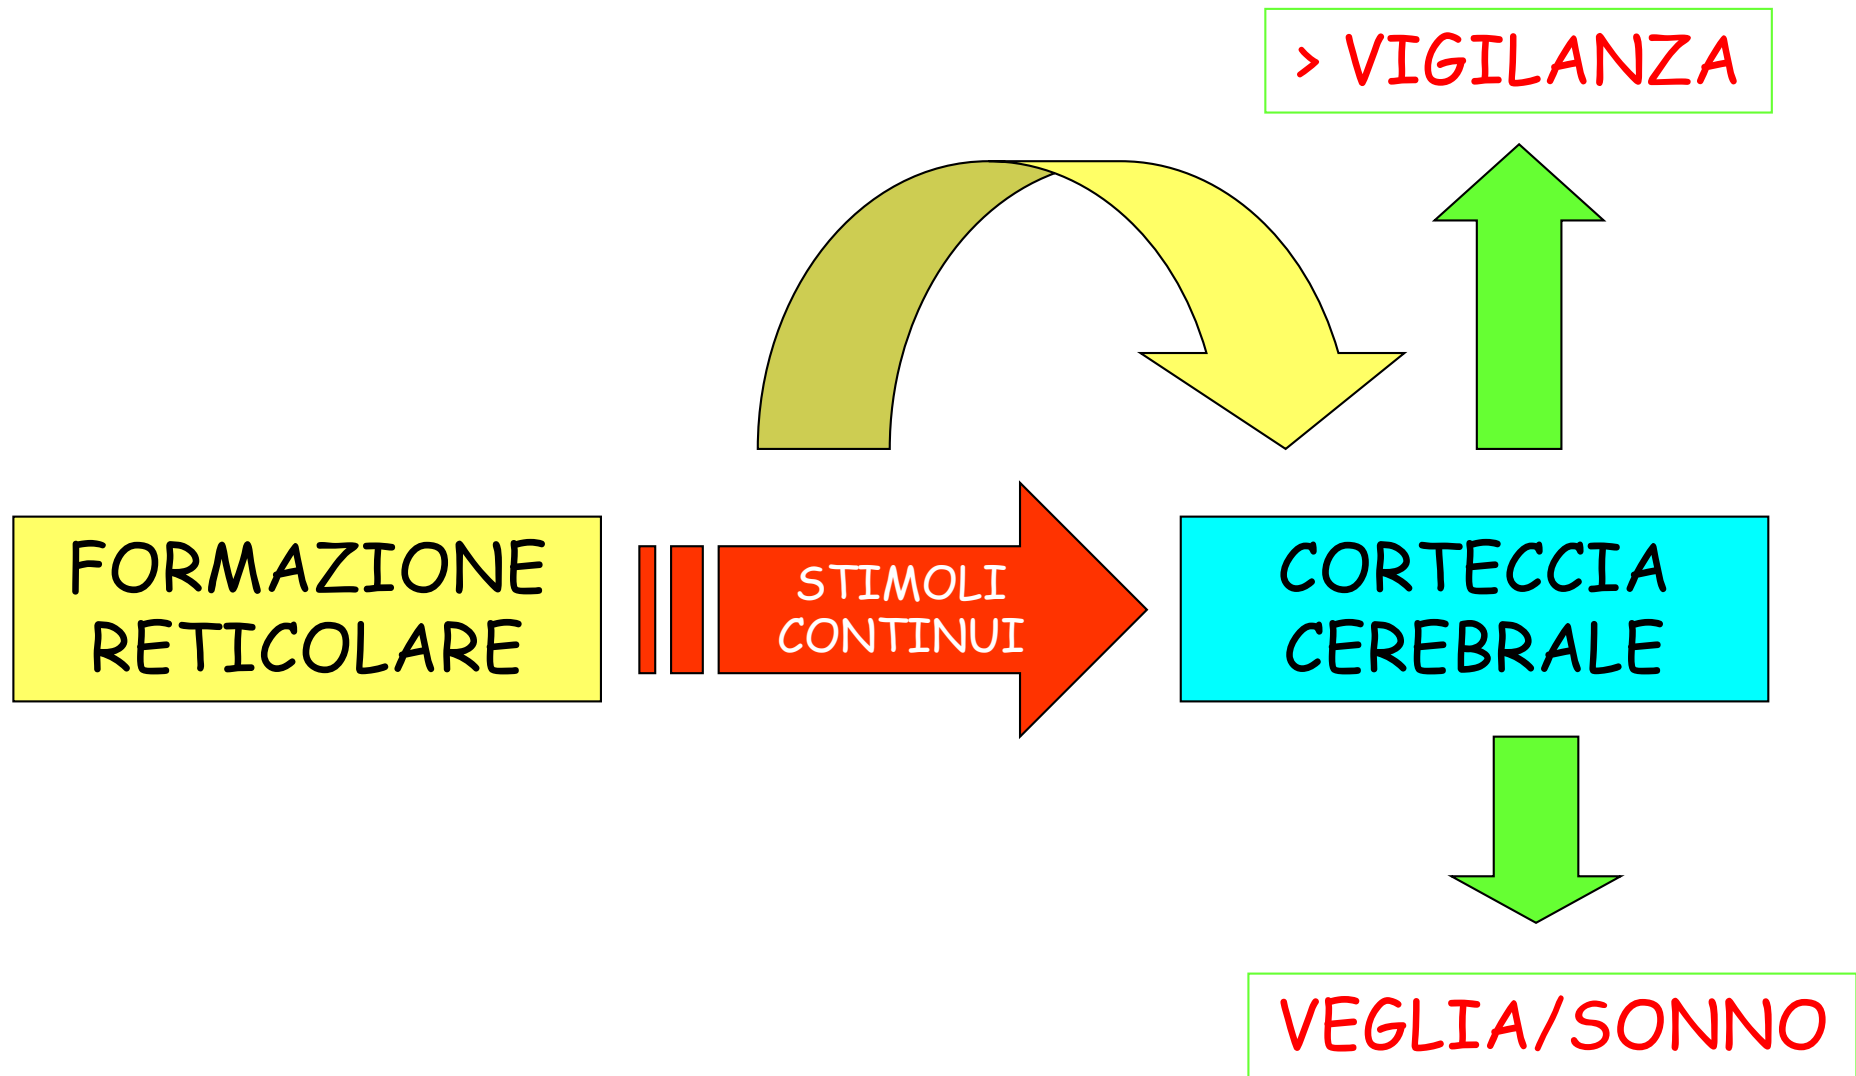 > VIGILANZA
FORMAZIONE
RETICOLARE
STIMOLI
CONTINUI
CORTECCIA
CEREBRALE
VEGLIA/SONNO